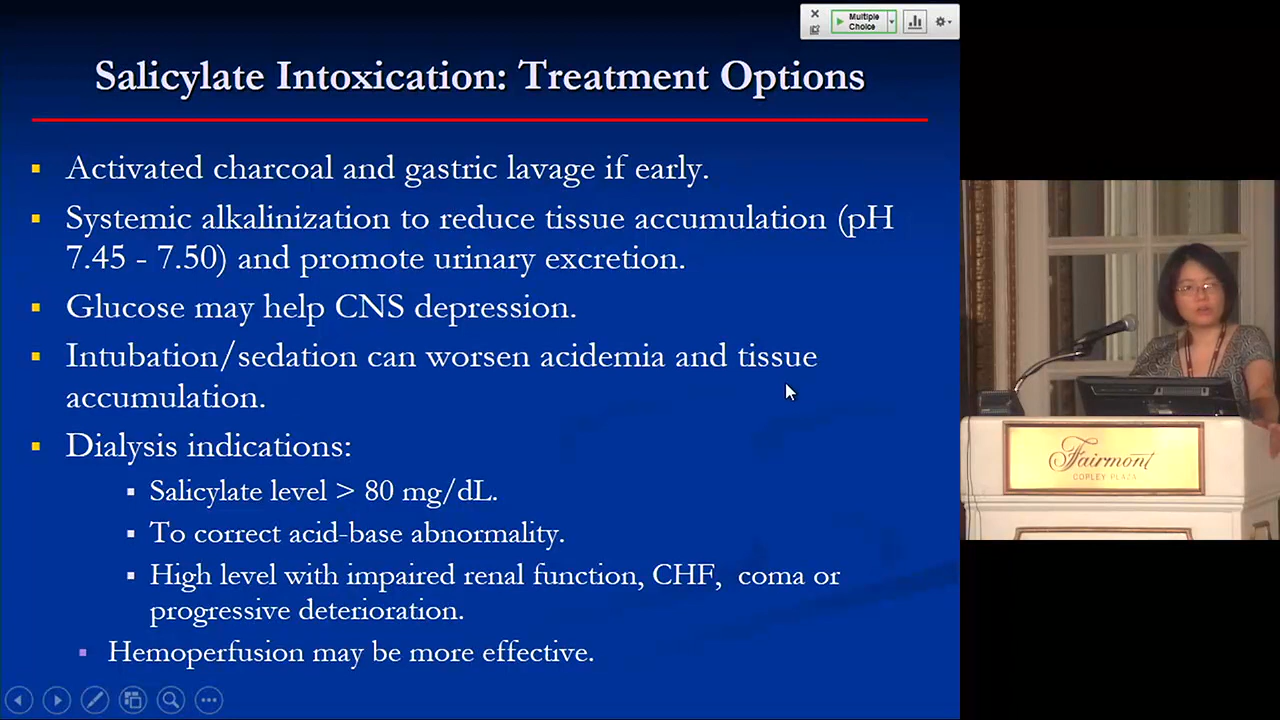 Multiple
Choice
Salicylate Intoxication: Treatment Options
Activated charcoal and gastric lavage if early.
Systemic alkalinization to reduce tissue accumulation (pH
7.45 - 7.50) and promote urinary excretion.
Glucose may help CNS depression.
Intubation/sedation can worsen acidemia and tissue
accumulation.
Dialysis indications:
Salicylate level > 80 mg/dL.
To correct acid-base abnormality.
High level with impaired renal function, CHF, coma or
progressive deterioration.
Hemoperfusion may be more effective.
Fairmont
COPLEY PLAZA